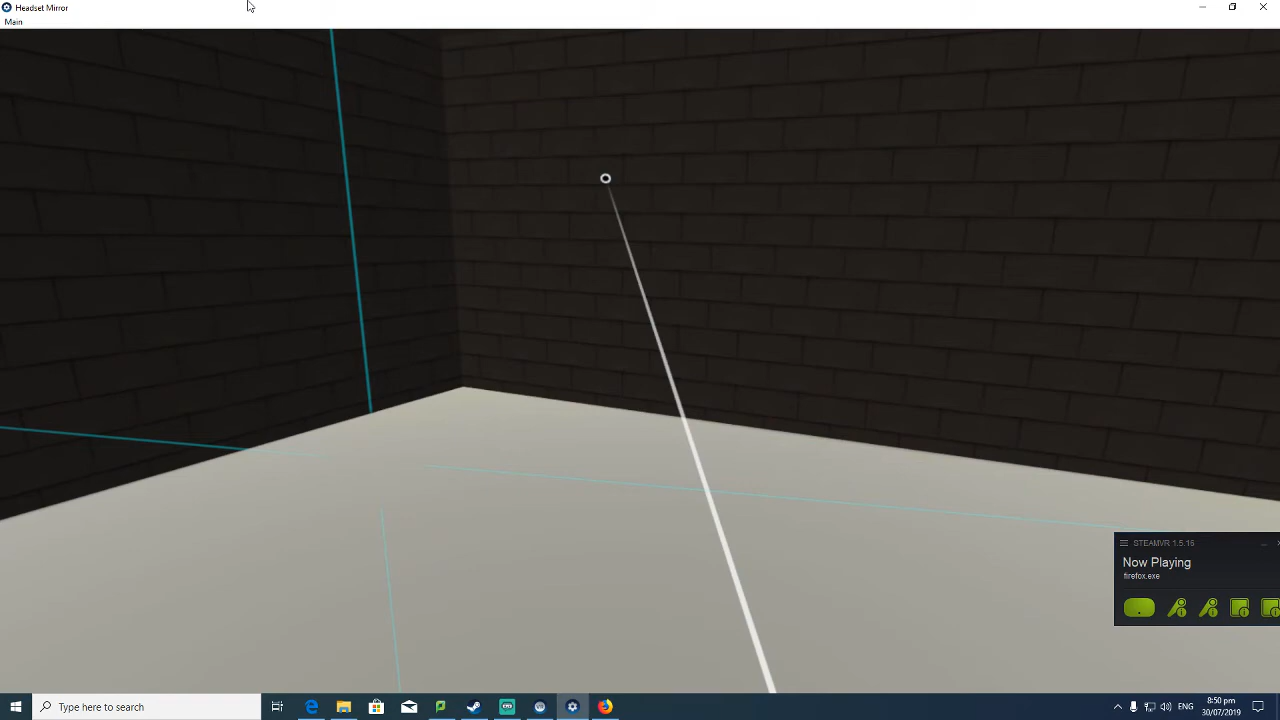 Headset Mirror
Main
STEAMVR 1.5.16
Now Playing
firefox.exe
Type here to search
ENG
8:50 pm
30/07/2019